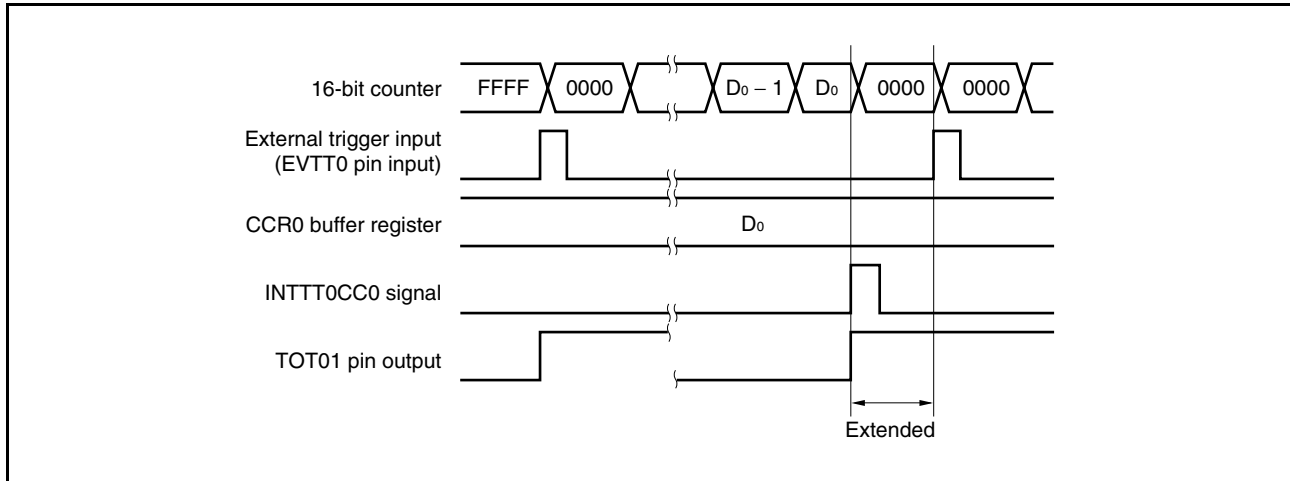 16-bit counter FFFF 0000 D₀ − 1 D₀ 0000 0000
External trigger input
(EVTT0 pin input)
CCR0 buffer register D₀
INTTT0CC0 signal
TOT01 pin output
Extended